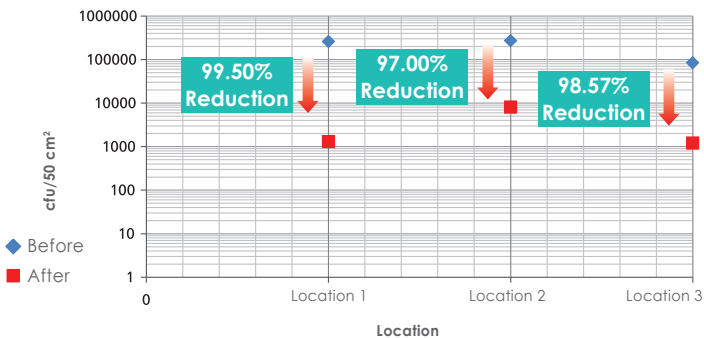 1000000
100000
10000
1000
100
10
1
0
cfu/50 cm²
99.50%
Reduction
97.00%
Reduction
98.57%
Reduction
Before
After
Location 1
Location 2
Location 3
Location